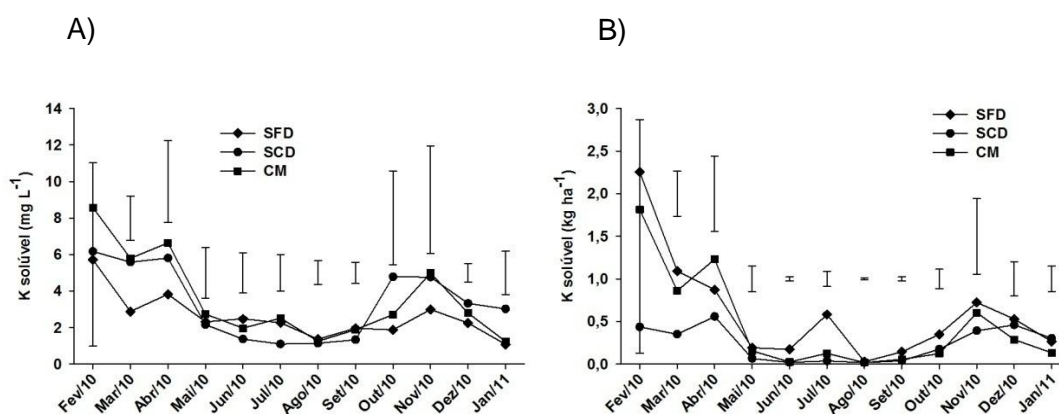 A)
B)
K solúvel (mg L⁻¹)
14
12
10
8
6
4
2
0
SFD
SCD
CM
Fev/10
Mar/10
Abr/10
Mai/10
Jun/10
Jul/10
Ago/10
Set/10
Out/10
Nov/10
Dez/10
Jan/11
K solúvel (kg ha⁻¹)
3,0
2,5
2,0
1,5
1,0
0,5
0,0
SFD
SCD
CM
Fev/10
Mar/10
Abr/10
Mai/10
Jun/10
Jul/10
Ago/10
Set/10
Out/10
Nov/10
Dez/10
Jan/11